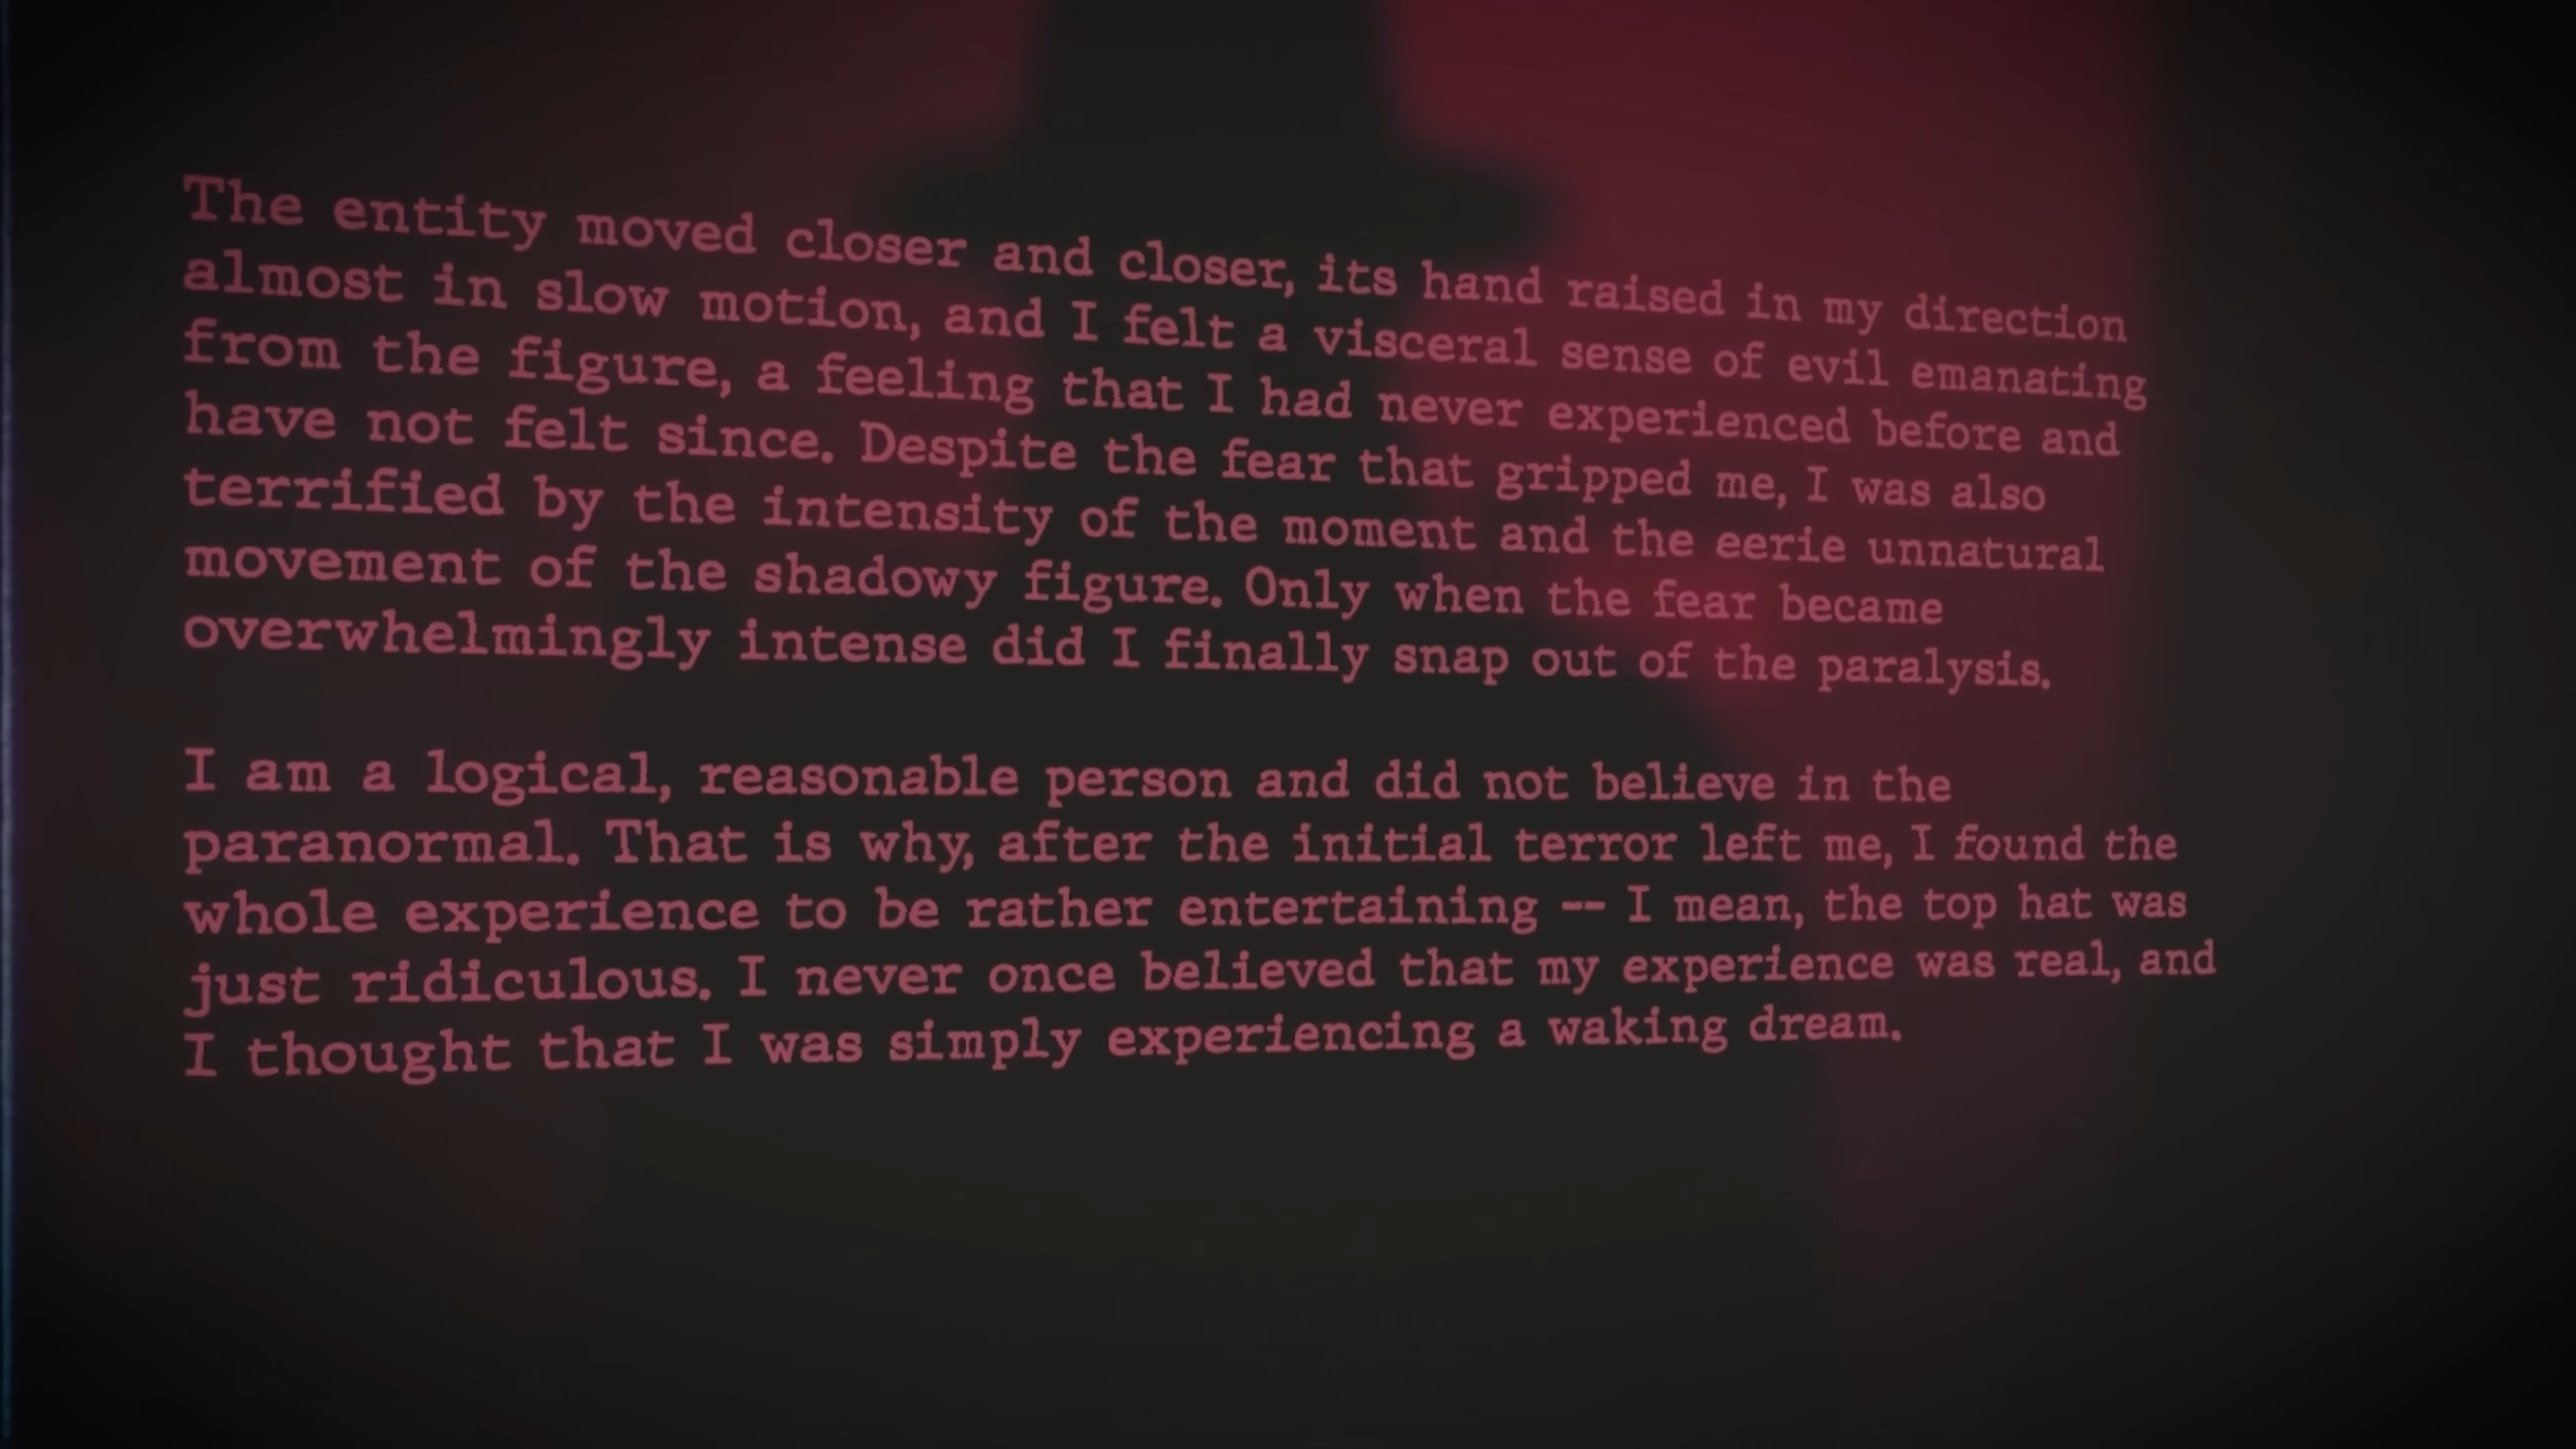 The entity moved closer and closer, its hand raised in my direction
almost in slow motion, and I felt a visceral sense of evil emanating
from the figure, a feeling that I had never experienced before and
have not felt since. Despite the fear that gripped me, I was also
terrified by the intensity of the moment and the eerie unnatural
movement of the shadowy figure. Only when the fear became
overwhelmingly intense did I finally snap out of the paralysis.
I am a logical, reasonable person and did not believe in the
paranormal. That is why, after the initial terror left me, I found the
whole experience to be rather entertaining -- I mean, the top hat was
just ridiculous. I never once believed that my experience was real, and
I thought that I was simply experiencing a waking dream.